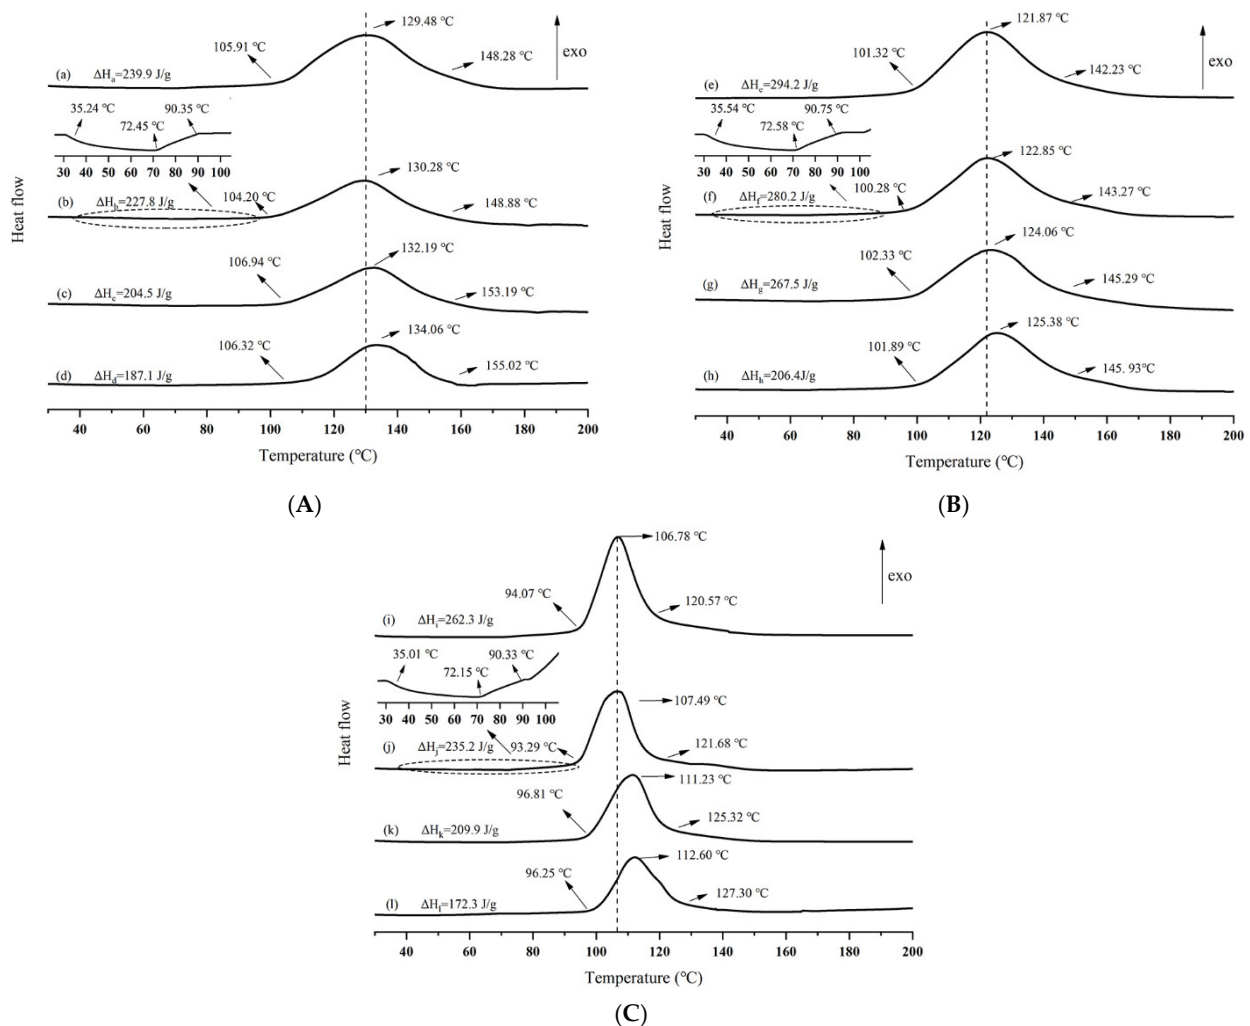 129.48 ℃
105.91 ℃
148.28 ℃
exo
(a) ΔHa=239.9 J/g
35.24 ℃
90.35 ℃
72.45 ℃
30 40 50 60 70 80 90 100
130.28 ℃
104.20 ℃
148.88 ℃
(b) ΔHb=227.8 J/g
132.19 ℃
106.94 ℃
153.19 ℃
(c) ΔHc=204.5 J/g
134.06 ℃
106.32 ℃
155.02 ℃
(d) ΔHd=187.1 J/g
Heat flow
40 60 80 100 120 140 160 180 200
Temperature (℃)
(A)
121.87 ℃
101.32 ℃
142.23 ℃
exo
(e) ΔHe=294.2 J/g
35.54 ℃
90.75 ℃
72.58 ℃
30 40 50 60 70 80 90 100
122.85 ℃
100.28 ℃
143.27 ℃
(f) ΔHf=280.2 J/g
124.06 ℃
102.33 ℃
145.29 ℃
(g) ΔHg=267.5 J/g
125.38 ℃
101.89 ℃
145. 93℃
(h) ΔHh=206.4J/g
Heat flow
40 60 80 100 120 140 160 180 200
Temperature (℃)
(B)
106.78 ℃
94.07 ℃
120.57 ℃
exo
(i) ΔHi=262.3 J/g
35.01 ℃
90.33 ℃
72.15 ℃
30 40 50 60 70 80 90 100
107.49 ℃
93.29 ℃
121.68 ℃
(j) ΔHj=235.2 J/g
111.23 ℃
96.81 ℃
125.32 ℃
(k) ΔHk=209.9 J/g
112.60 ℃
96.25 ℃
127.30 ℃
(l) ΔHl=172.3 J/g
Heat flow
40 60 80 100 120 140 160 180 200
Temperature (℃)
(C)